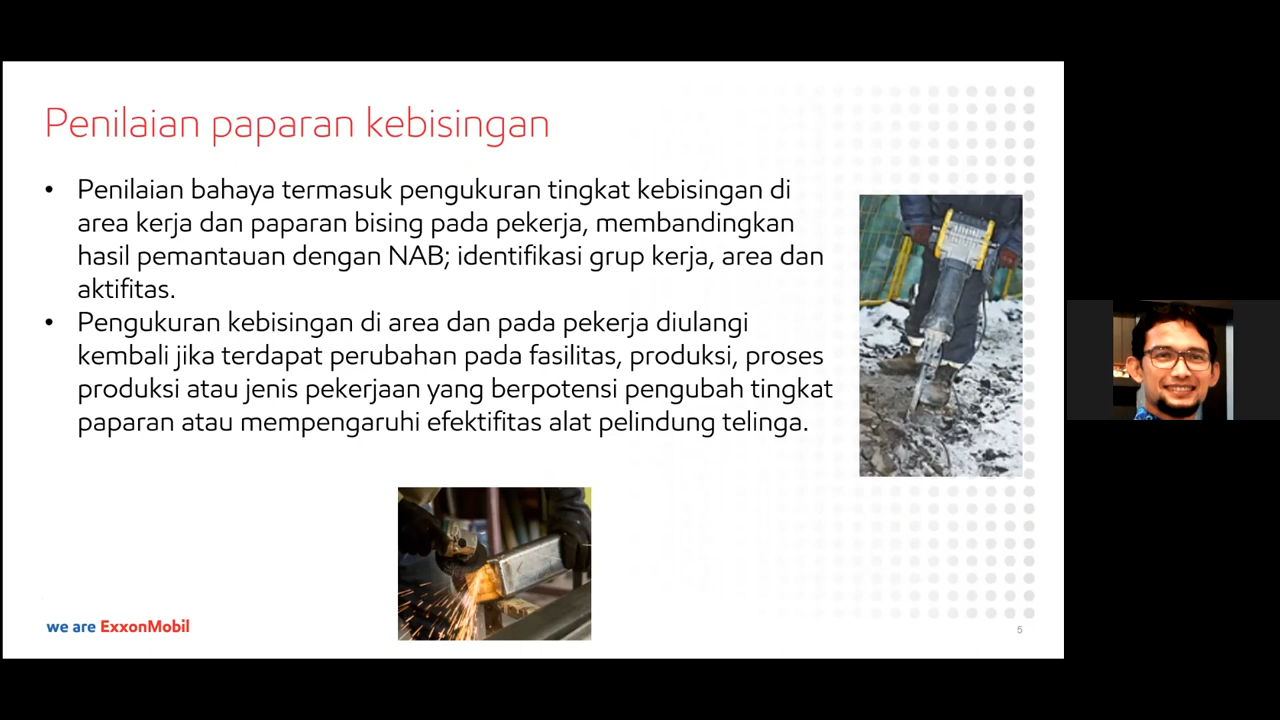 Penilaian paparan kebisingan
• Penilaian bahaya termasuk pengukuran tingkat kebisingan di
area kerja dan paparan bising pada pekerja, membandingkan
hasil pemantauan dengan NAB; identifikasi grup kerja, area dan
aktifitas.
• Pengukuran kebisingan di area dan pada pekerja diulangi
kembali jika terdapat perubahan pada fasilitas, produksi, proses
produksi atau jenis pekerjaan yang berpotensi pengubah tingkat
paparan atau mempengaruhi efektifitas alat pelindung telinga.
we are ExxonMobil
5